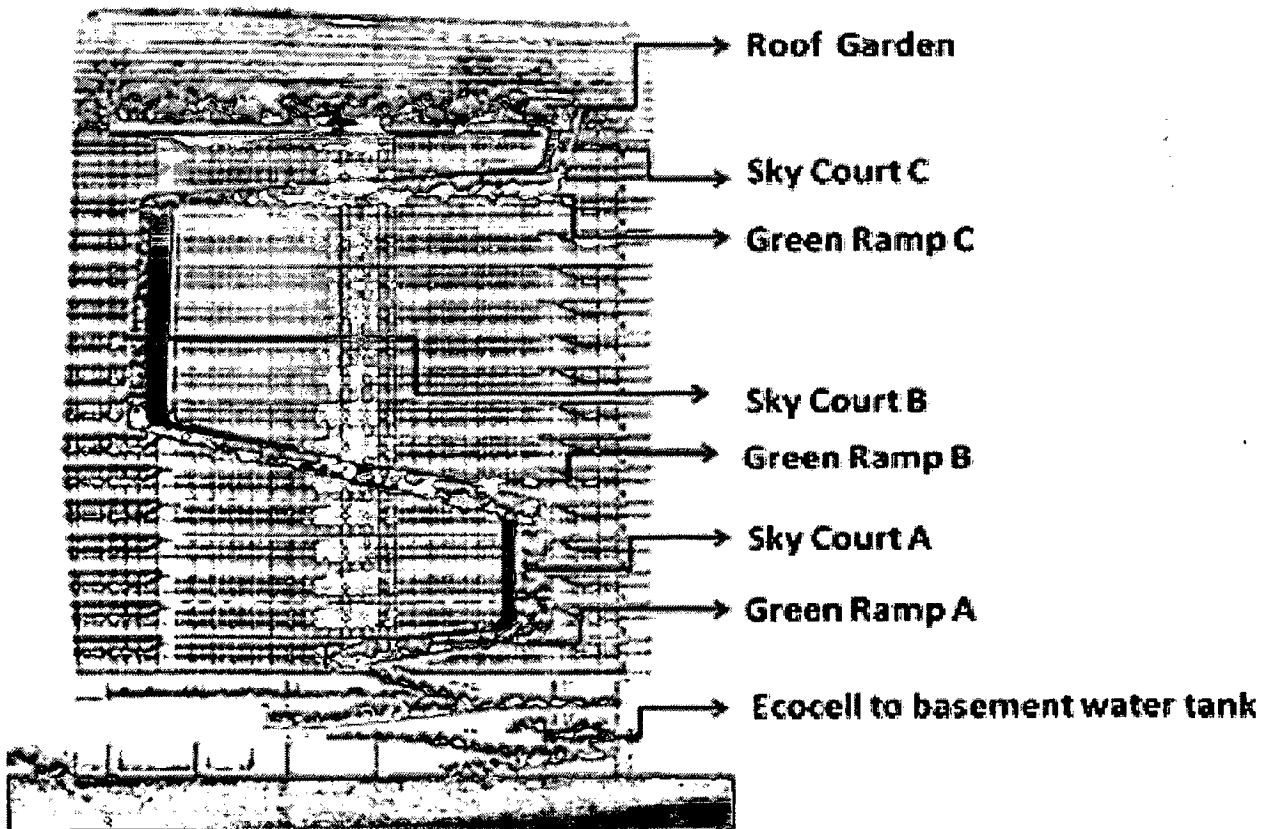 Roof Garden
Sky Court C
Green Ramp C
Sky Court B
Green Ramp B
Sky Court A
Green Ramp A
Ecocell to basement water tank